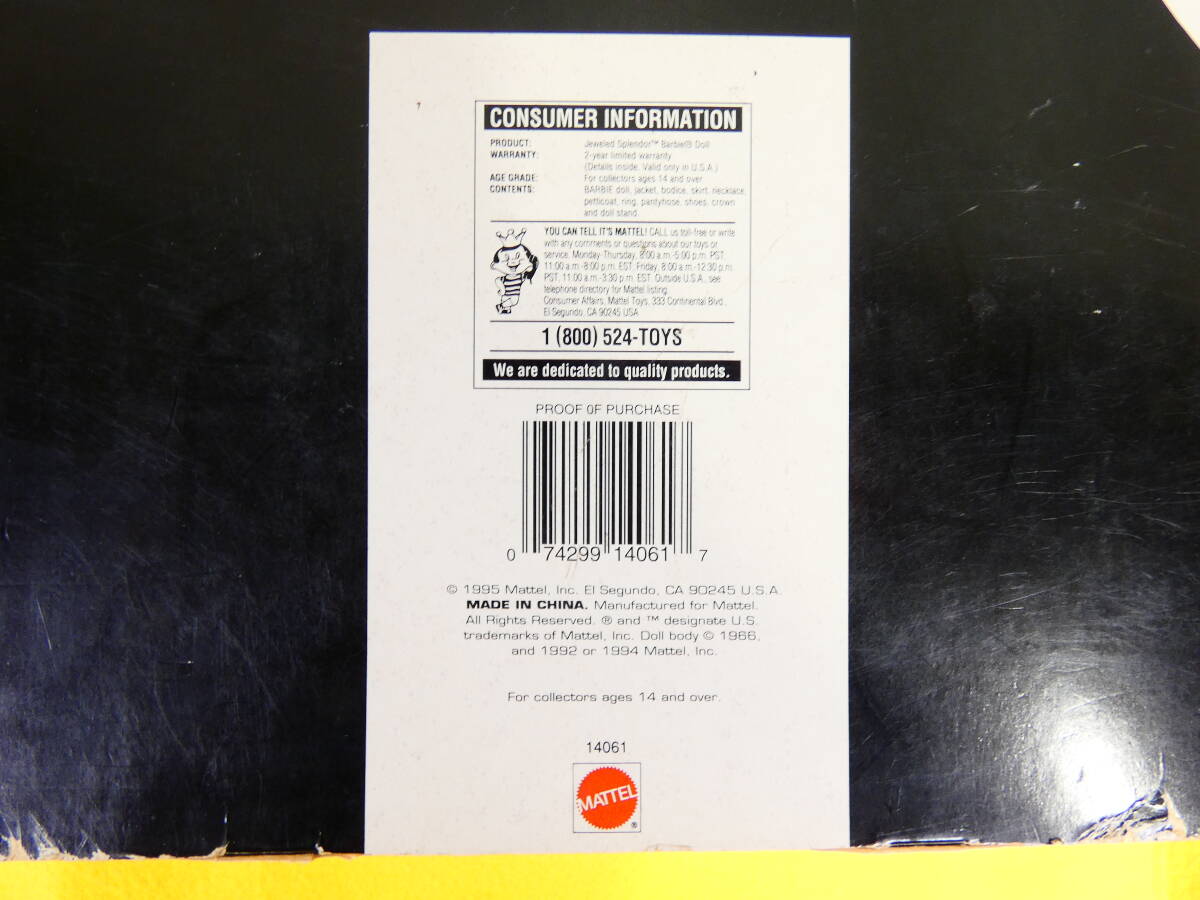 CONSUMER INFORMATION
PRODUCT: Jeweled Splendor™ Barbie® Doll
WARRANTY: 2-year limited warranty
(Details inside. Valid only in U.S.A.)
AGE GRADE: For collectors ages 14 and over
CONTENTS: BARBIE doll, jacket, bodice, skirt, necklace,
petticoat, ring, pantyhose, shoes, crown
and doll stand.
YOU CAN TELL IT'S MATTEL! CALL us toll-free or write
with any comments or questions about our toys or
service. Monday-Thursday, 8:00 a.m.-5:00 p.m. PST,
11:00 a.m.-8:00 p.m. EST; Friday, 8:00 a.m.-12:30 p.m.
PST, 11:00 a.m.-3:30 p.m. EST. Outside U.S.A., see
telephone directory for Mattel listing.
Consumer Affairs, Mattel Toys, 333 Continental Blvd.,
El Segundo, CA 90245 USA
1 (800) 524-TOYS
We are dedicated to quality products.
PROOF OF PURCHASE
0 74299 14061 7
© 1995 Mattel, Inc. El Segundo, CA 90245 U.S.A.
MADE IN CHINA. Manufactured for Mattel.
All Rights Reserved. ® and ™ designate U.S.
trademarks of Mattel, Inc. Doll body © 1966,
and 1992 or 1994 Mattel, Inc.
For collectors ages 14 and over.
14061
MATTEL
®